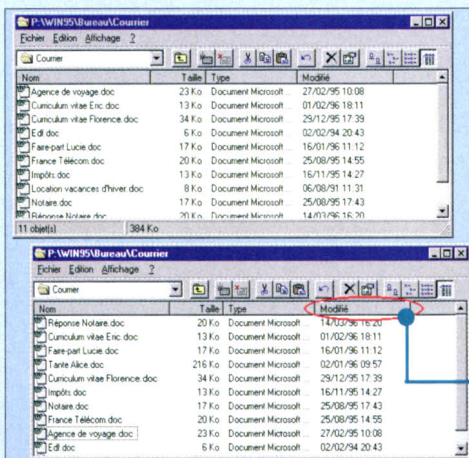 P:\WIN95\Bureau\Courrier
Fichier Edition Affichage ?
Courrier
Nom Taille Type Modifié
Agence de voyage.doc 23 Ko Document Microsoft ... 27/02/95 10:08
Curriculum vitae Eric.doc 13 Ko Document Microsoft ... 01/02/96 18:11
Curriculum vitae Florence.doc 34 Ko Document Microsoft ... 29/12/95 17:39
Edf.doc 6 Ko Document Microsoft ... 02/02/94 20:43
Faire-part Lucie.doc 17 Ko Document Microsoft ... 16/01/96 11:12
France Télécom.doc 20 Ko Document Microsoft ... 25/08/95 14:55
Impôts.doc 13 Ko Document Microsoft ... 16/11/95 14:27
Location vacances d'hiver.doc 8 Ko Document Microsoft ... 06/08/91 11:31
Notaire.doc 17 Ko Document Microsoft ... 25/08/95 17:43
Réponse Notaire.doc 20 Ko Document Microsoft ... 14/03/96 16:20
11 objet(s) 384 Ko
P:\WIN95\Bureau\Courrier
Fichier Edition Affichage ?
Courrier
Nom Taille Type Modifié
Réponse Notaire.doc 20 Ko Document Microsoft ... 14/03/96 16:20
Curriculum vitae Eric.doc 13 Ko Document Microsoft ... 01/02/96 18:11
Faire-part Lucie.doc 17 Ko Document Microsoft ... 16/01/96 11:12
Tante Alice.doc 216 Ko Document Microsoft ... 02/01/96 09:57
Curriculum vitae Florence.doc 34 Ko Document Microsoft ... 29/12/95 17:39
Impôts.doc 13 Ko Document Microsoft ... 16/11/95 14:27
Notaire.doc 17 Ko Document Microsoft ... 25/08/95 17:43
France Télécom.doc 20 Ko Document Microsoft ... 25/08/95 14:55
Agence de voyage.doc 23 Ko Document Microsoft ... 27/02/95 10:08
Edf.doc 6 Ko Document Microsoft ... 02/02/94 20:43